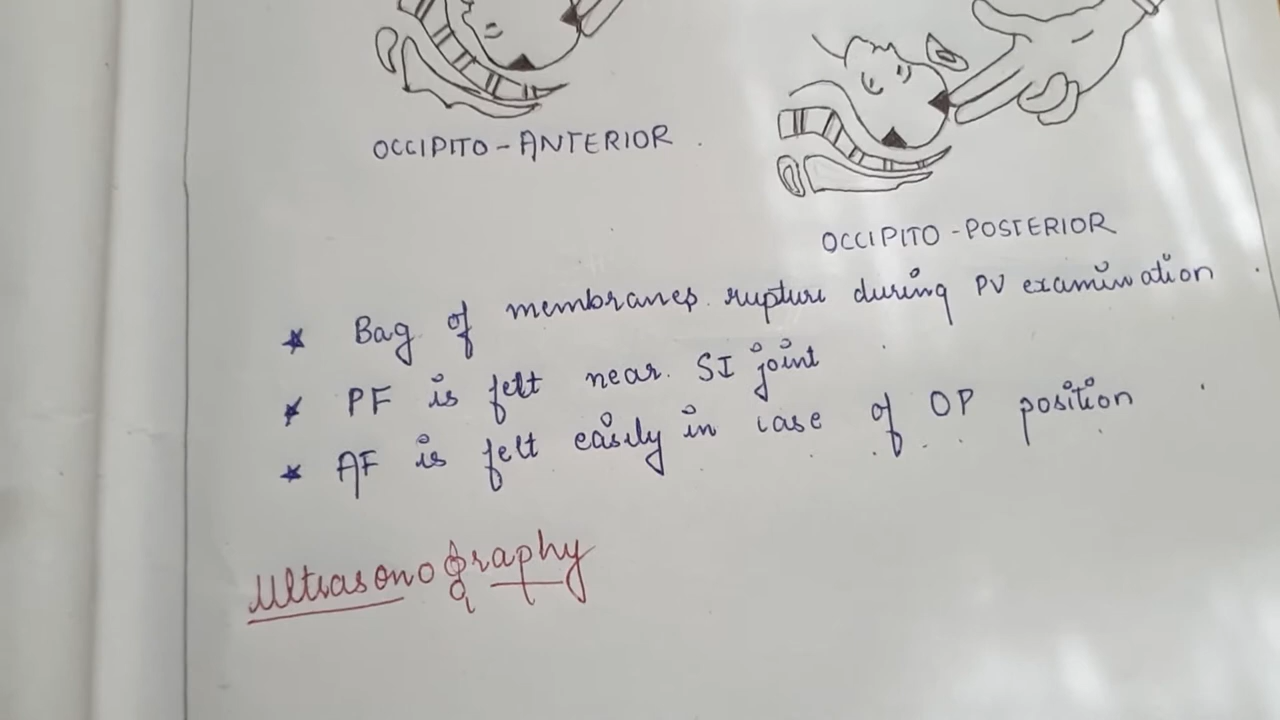 OCCIPITO - ANTERIOR .
OCCIPITO - POSTERIOR
* Bag of membranes rupture during PV examination
* PF is felt near SI joint
* AF is felt easily in case of OP position
Ultrasonography